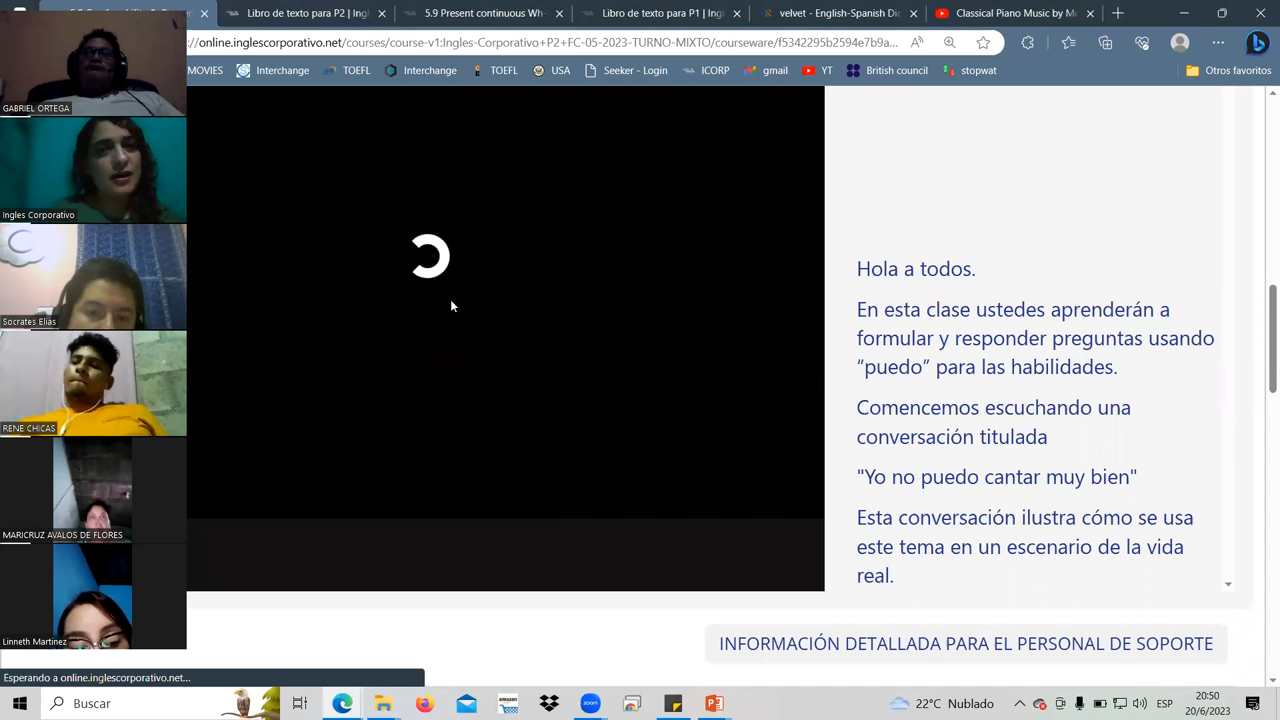 Libro de texto para P2 | Ingl
5.9 Present continuous Wh
Libro de texto para P1 | Ingl
velvet - English-Spanish Dic
Classical Piano Music by M
://online.inglescorporativo.net/courses/course-v1:Ingles-Corporativo+P2+FC-05-2023-TURNO-MIXTO/courseware/f5342295b2594e7b9a...
MOVIES
Interchange
TOEFL
Interchange
TOEFL
USA
Seeker - Login
ICORP
gmail
YT
British council
stopwat
Otros favoritos
GABRIEL ORTEGA
Ingles Corporativo
Socrates Elias
RENE CHICAS
MARICRUZ AVALOS DE FLORES
Linneth Martinez
Hola a todos.
En esta clase ustedes aprenderán a
formular y responder preguntas usando
“puedo” para las habilidades.
Comencemos escuchando una
conversación titulada
"Yo no puedo cantar muy bien"
Esta conversación ilustra cómo se usa
este tema en un escenario de la vida
real.
INFORMACIÓN DETALLADA PARA EL PERSONAL DE SOPORTE
Esperando a online.inglescorporativo.net...
Buscar
amazon
zoom
22°C Nublado
ESP
20:50
20/6/2023